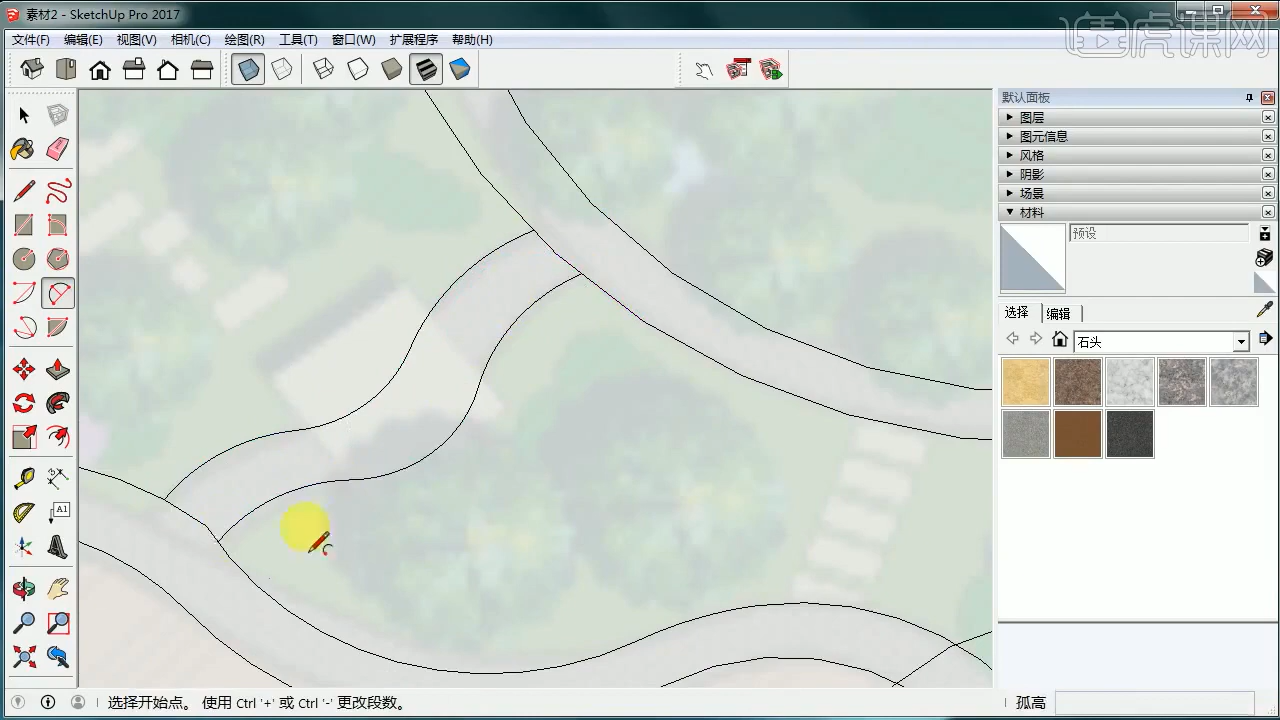 素材2 - SketchUp Pro 2017
虎课网
文件(F) 编辑(E) 视图(V) 相机(C) 绘图(R) 工具(T) 窗口(W) 扩展程序 帮助(H)
默认面板
图层
图元信息
风格
阴影
场景
材料
预设
选择 编辑
石头
A1
选择开始点。 使用 Ctrl '+' 或 Ctrl '-' 更改段数。
孤高